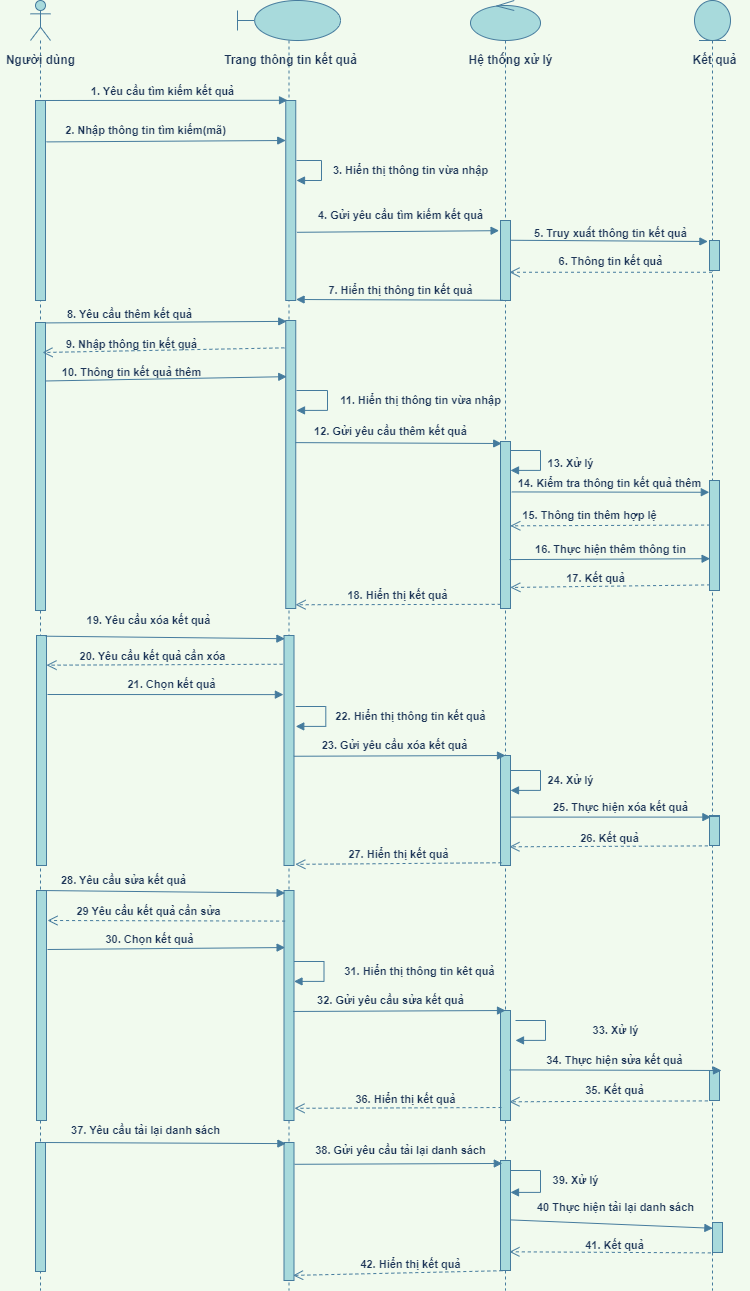 Người dùng
Trang thông tin kết quả
Hệ thống xử lý
Kết quả
1. Yêu cầu tìm kiếm kết quả
2. Nhập thông tin tìm kiếm(mã)
3. Hiển thị thông tin vừa nhập
4. Gửi yêu cầu tìm kiếm kết quả
5. Truy xuất thông tin kết quả
6. Thông tin kết quả
7. Hiển thị thông tin kết quả
8. Yêu cầu thêm kết quả
9. Nhập thông tin kết quả
10. Thông tin kết quả thêm
11. Hiển thị thông tin vừa nhập
12. Gửi yêu cầu thêm kết quả
13. Xử lý
14. Kiểm tra thông tin kết quả thêm
15. Thông tin thêm hợp lệ
16. Thực hiện thêm thông tin
17. Kết quả
18. Hiển thị kết quả
19. Yêu cầu xóa kết quả
20. Yêu cầu kết quả cần xóa
21. Chọn kết quả
22. Hiển thị thông tin kết quả
23. Gửi yêu cầu xóa kết quả
24. Xử lý
25. Thực hiện xóa kết quả
26. Kết quả
27. Hiển thị kết quả
28. Yêu cầu sửa kết quả
29 Yêu cầu kết quả cần sửa
30. Chọn kết quả
31. Hiển thị thông tin kêt quả
32. Gửi yêu cầu sửa kết quả
33. Xử lý
34. Thực hiện sửa kết quả
35. Kết quả
36. Hiển thị kết quả
37. Yêu cầu tải lại danh sách
38. Gửi yêu cầu tải lại danh sách
39. Xử lý
40 Thực hiện tải lại danh sách
41. Kết quả
42. Hiển thị kết quả